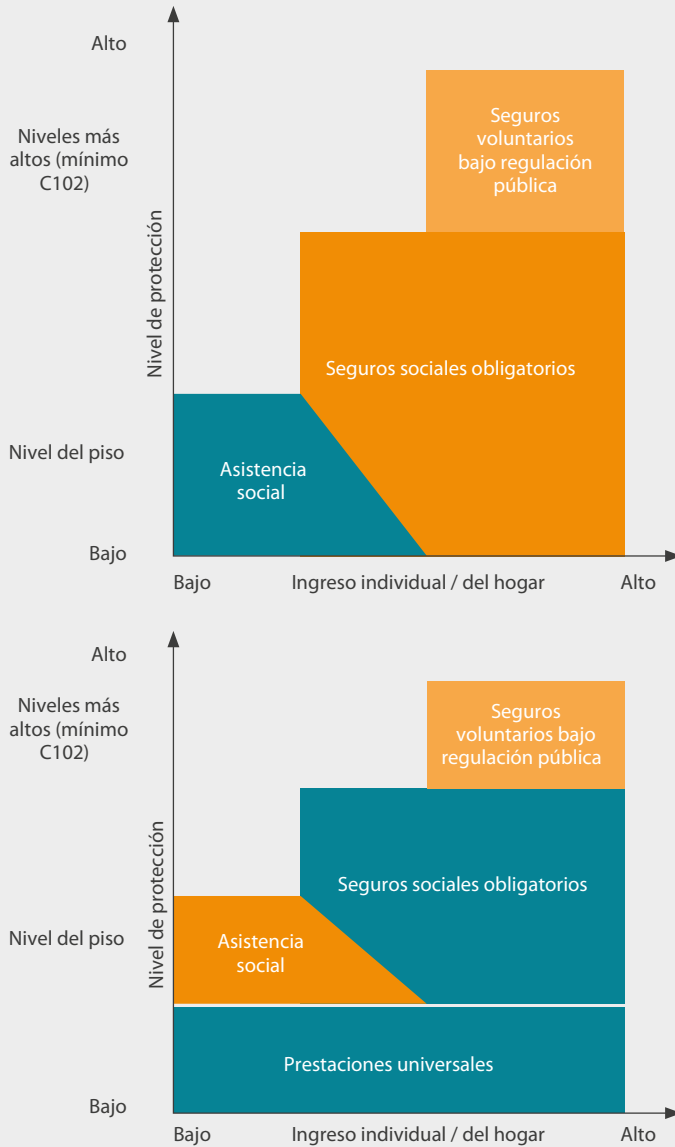 Alto
Niveles más
altos (mínimo
C102)
Nivel de protección
Nivel del piso
Bajo
Seguros
voluntarios
bajo regulación
pública
Seguros sociales obligatorios
Asistencia
social
Bajo
Ingreso individual / del hogar
Alto
Alto
Niveles más
altos (mínimo
C102)
Nivel de protección
Nivel del piso
Bajo
Seguros
voluntarios bajo
regulación pública
Seguros sociales obligatorios
Asistencia
social
Prestaciones universales
Bajo
Ingreso individual / del hogar
Alto